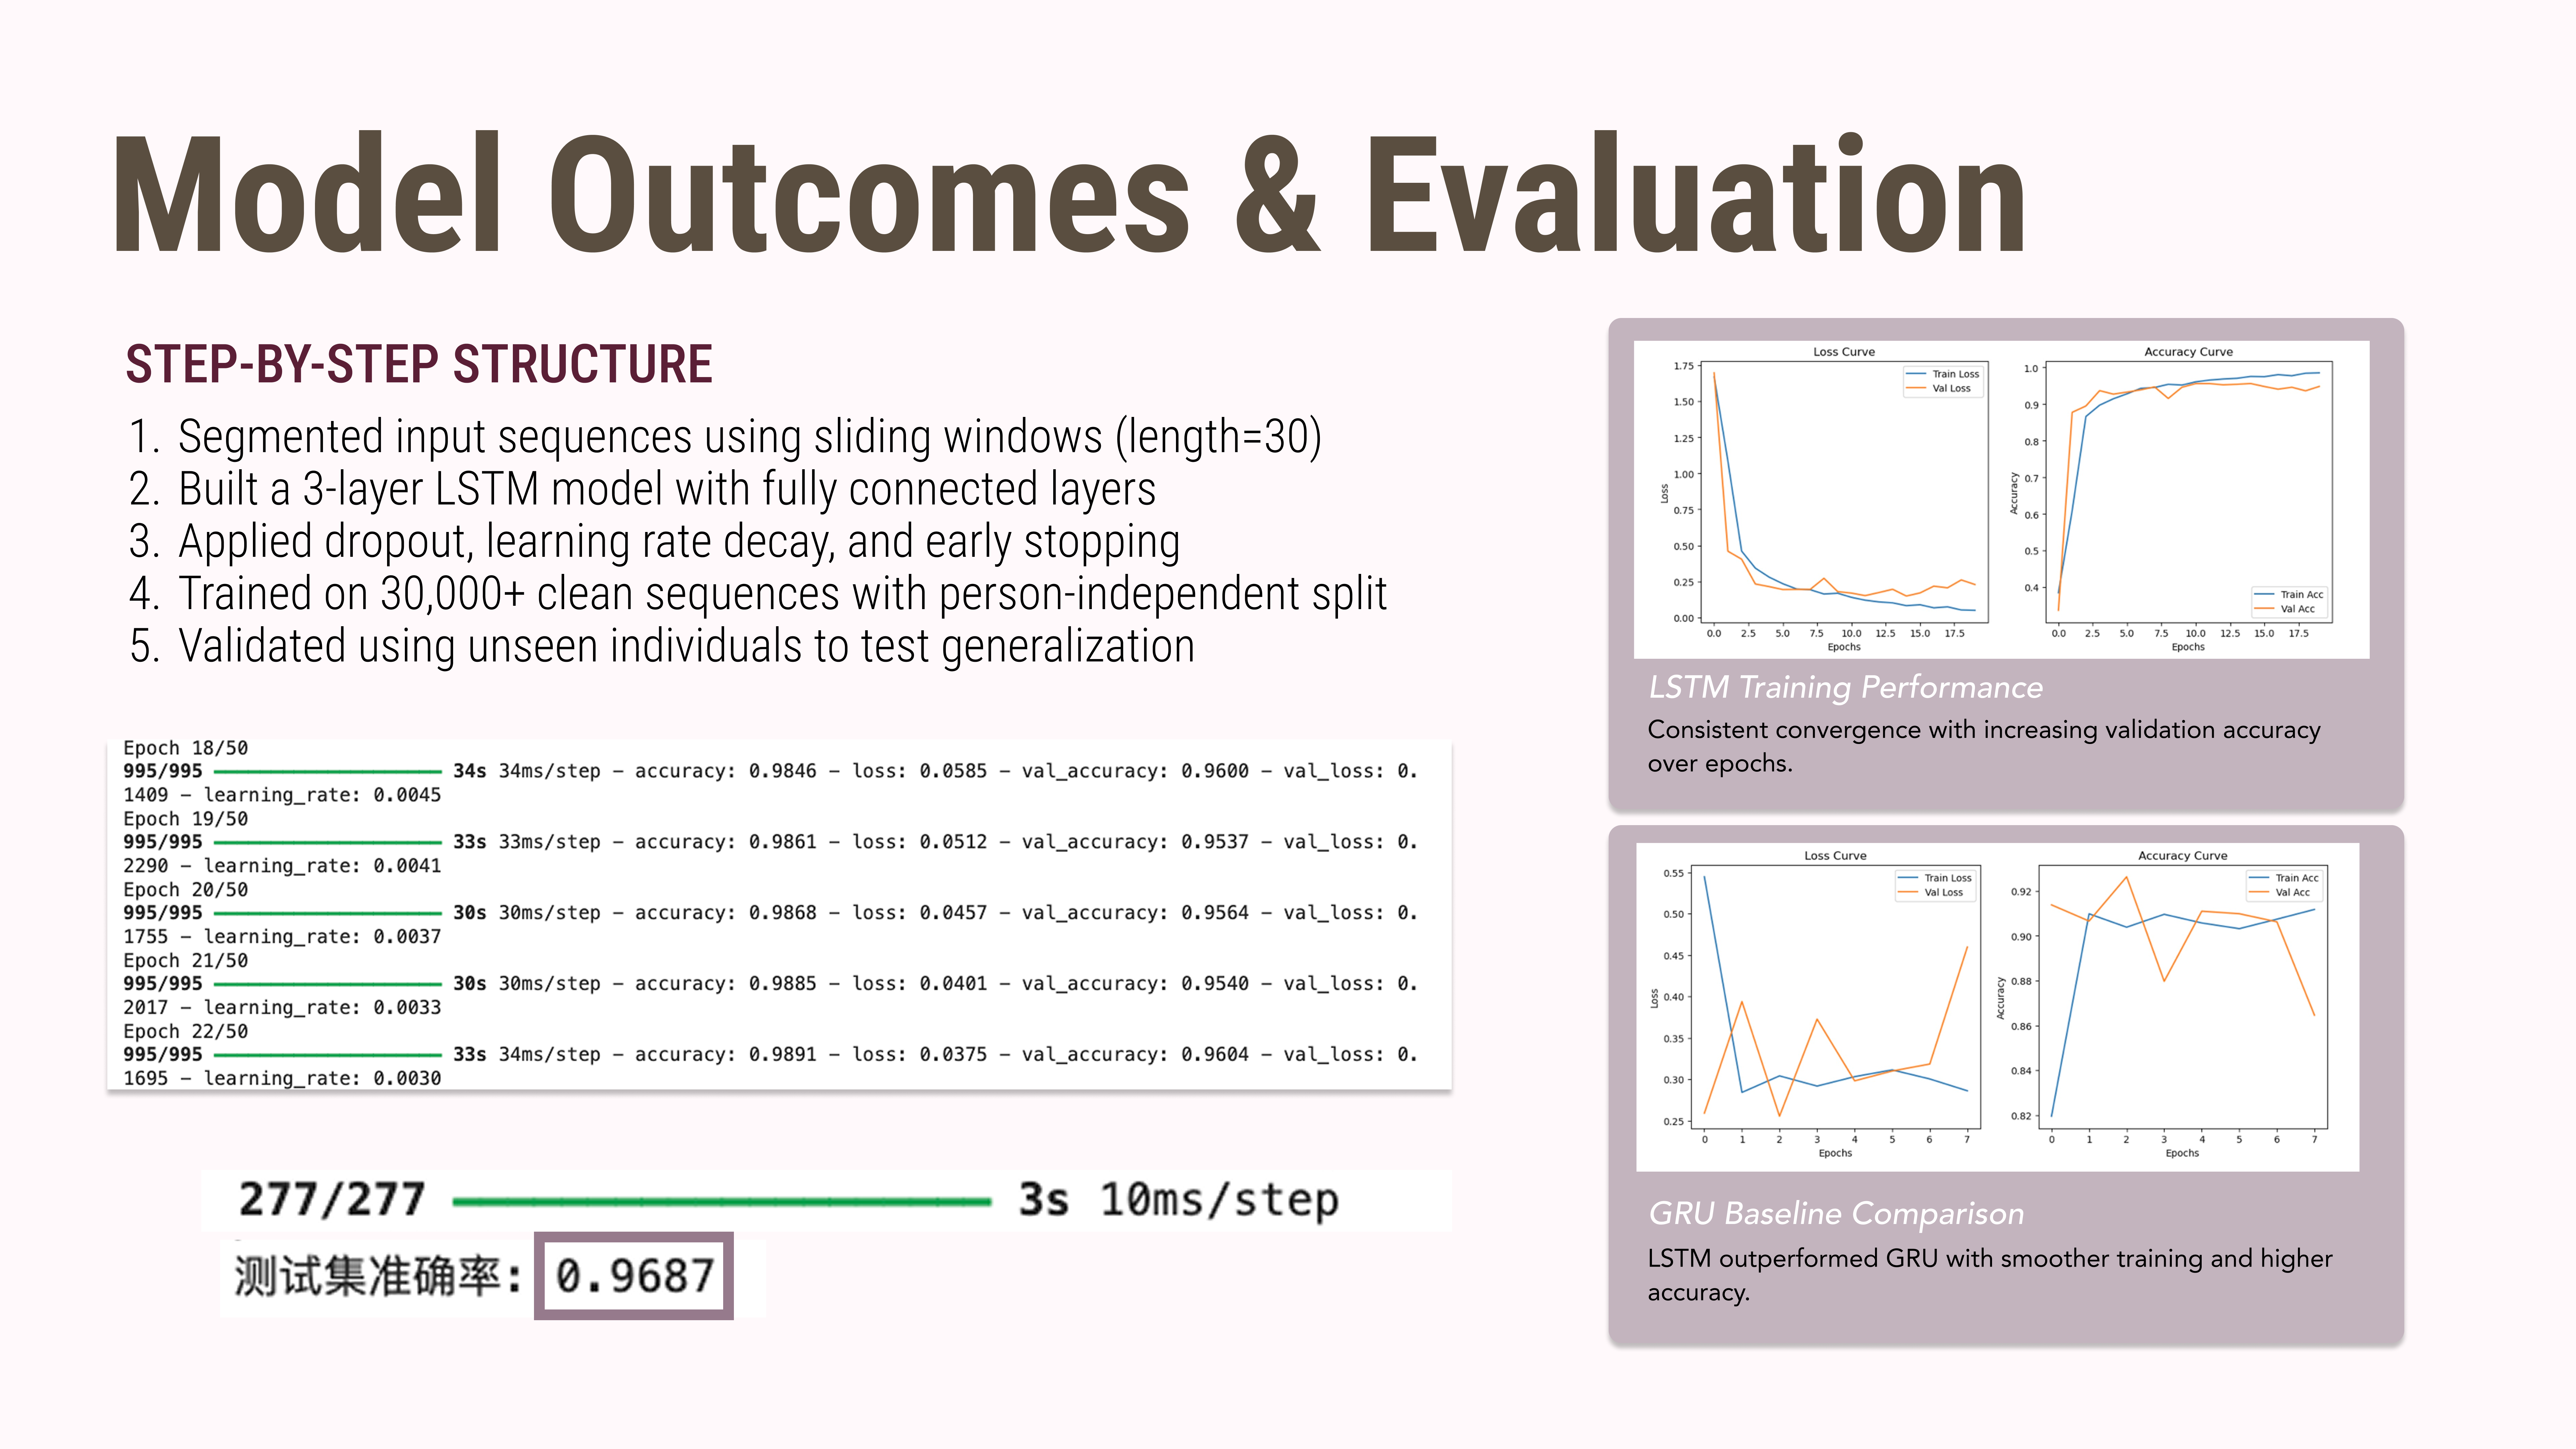 Model Outcomes & Evaluation
STEP-BY-STEP STRUCTURE
1. Segmented input sequences using sliding windows (length=30)
2. Built a 3-layer LSTM model with fully connected layers
3. Applied dropout, learning rate decay, and early stopping
4. Trained on 30,000+ clean sequences with person-independent split
5. Validated using unseen individuals to test generalization
Epoch 18/50
995/995 34s 34ms/step – accuracy: 0.9846 – loss: 0.0585 – val_accuracy: 0.9600 – val_loss: 0.
1409 – learning_rate: 0.0045
Epoch 19/50
995/995 33s 33ms/step – accuracy: 0.9861 – loss: 0.0512 – val_accuracy: 0.9537 – val_loss: 0.
2290 – learning_rate: 0.0041
Epoch 20/50
995/995 30s 30ms/step – accuracy: 0.9868 – loss: 0.0457 – val_accuracy: 0.9564 – val_loss: 0.
1755 – learning_rate: 0.0037
Epoch 21/50
995/995 30s 30ms/step – accuracy: 0.9885 – loss: 0.0401 – val_accuracy: 0.9540 – val_loss: 0.
2017 – learning_rate: 0.0033
Epoch 22/50
995/995 33s 34ms/step – accuracy: 0.9891 – loss: 0.0375 – val_accuracy: 0.9604 – val_loss: 0.
1695 – learning_rate: 0.0030
277/277 3s 10ms/step
测试集准确率: 0.9687
Loss Curve
Train Loss
Val Loss
1.75
1.50
1.25
1.00
0.75
0.50
0.25
0.00
Loss
0.0 2.5 5.0 7.5 10.0 12.5 15.0 17.5
Epochs
Accuracy Curve
1.0
0.9
0.8
0.7
0.6
0.5
0.4
Accuracy
Train Acc
Val Acc
0.0 2.5 5.0 7.5 10.0 12.5 15.0 17.5
Epochs
LSTM Training Performance
Consistent convergence with increasing validation accuracy
over epochs.
Loss Curve
Train Loss
Val Loss
0.55
0.50
0.45
0.40
0.35
0.30
0.25
Loss
0 1 2 3 4 5 6 7
Epochs
Accuracy Curve
Train Acc
Val Acc
0.92
0.90
0.88
0.86
0.84
0.82
Accuracy
0 1 2 3 4 5 6 7
Epochs
GRU Baseline Comparison
LSTM outperformed GRU with smoother training and higher
accuracy.